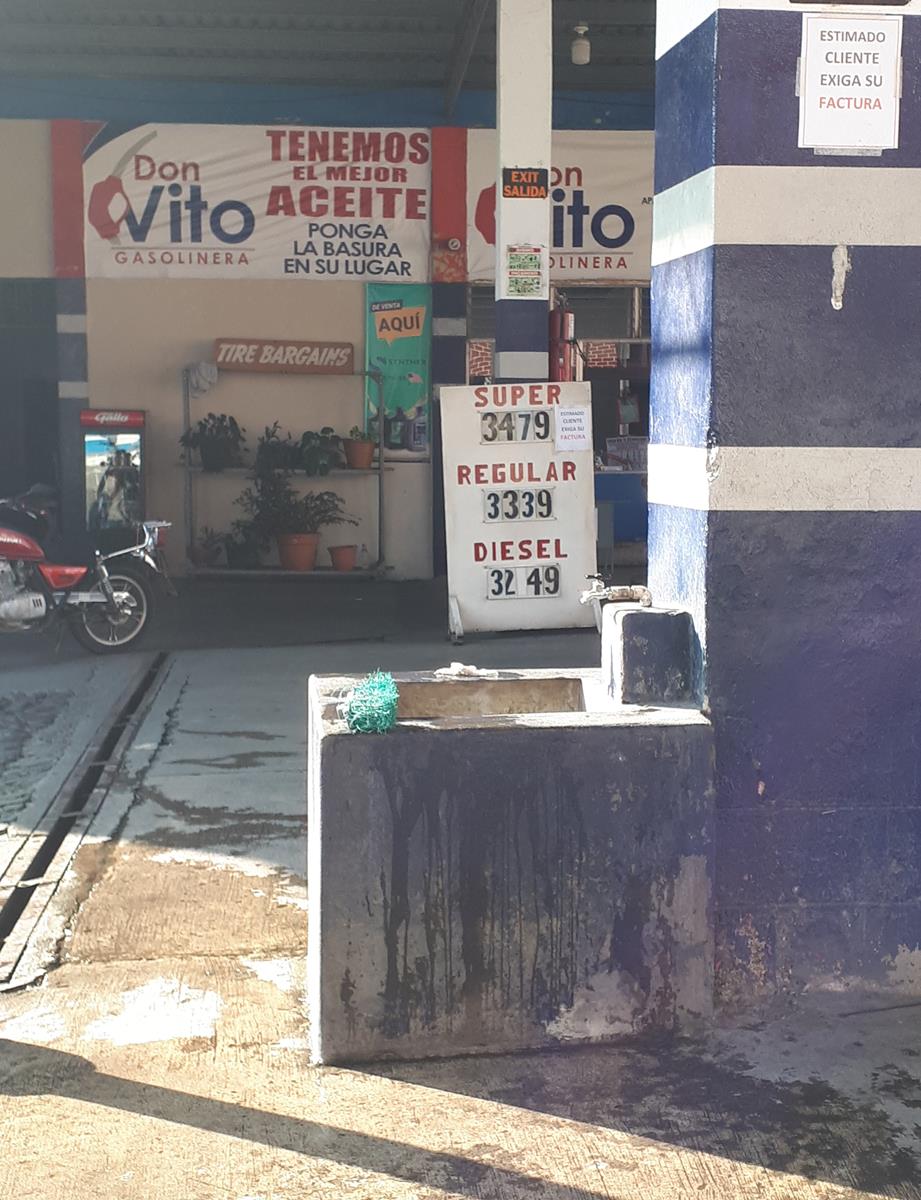 ESTIMADO
CLIENTE
EXIGA SU
FACTURA
Don
Vito
GASOLINERA
TENEMOS
EL MEJOR
ACEITE
PONGA
LA BASURA
EN SU LUGAR
EXIT
SALIDA
on
ito
OLINERA
DE VENTA
AQUÍ
TIRE BARGAINS
Gallo
SUPER
3479
ESTIMADO
CLIENTE
EXIGA SU
FACTURA
REGULAR
3339
DIESEL
3249